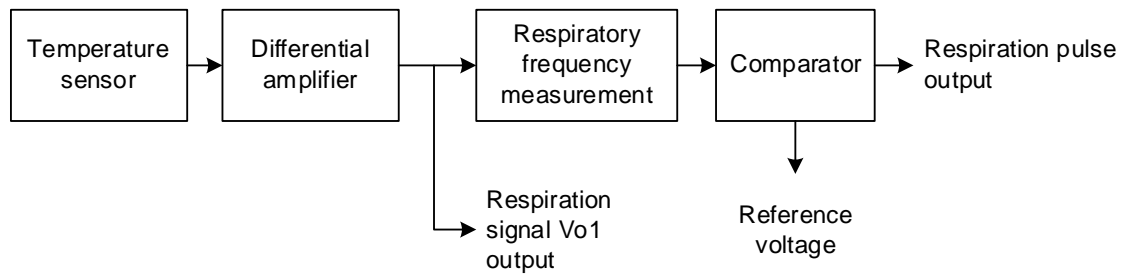 Temperature
sensor
Differential
amplifier
Respiratory
frequency
measurement
Comparator
Respiration pulse
output
Respiration
signal Vo1
output
Reference
voltage